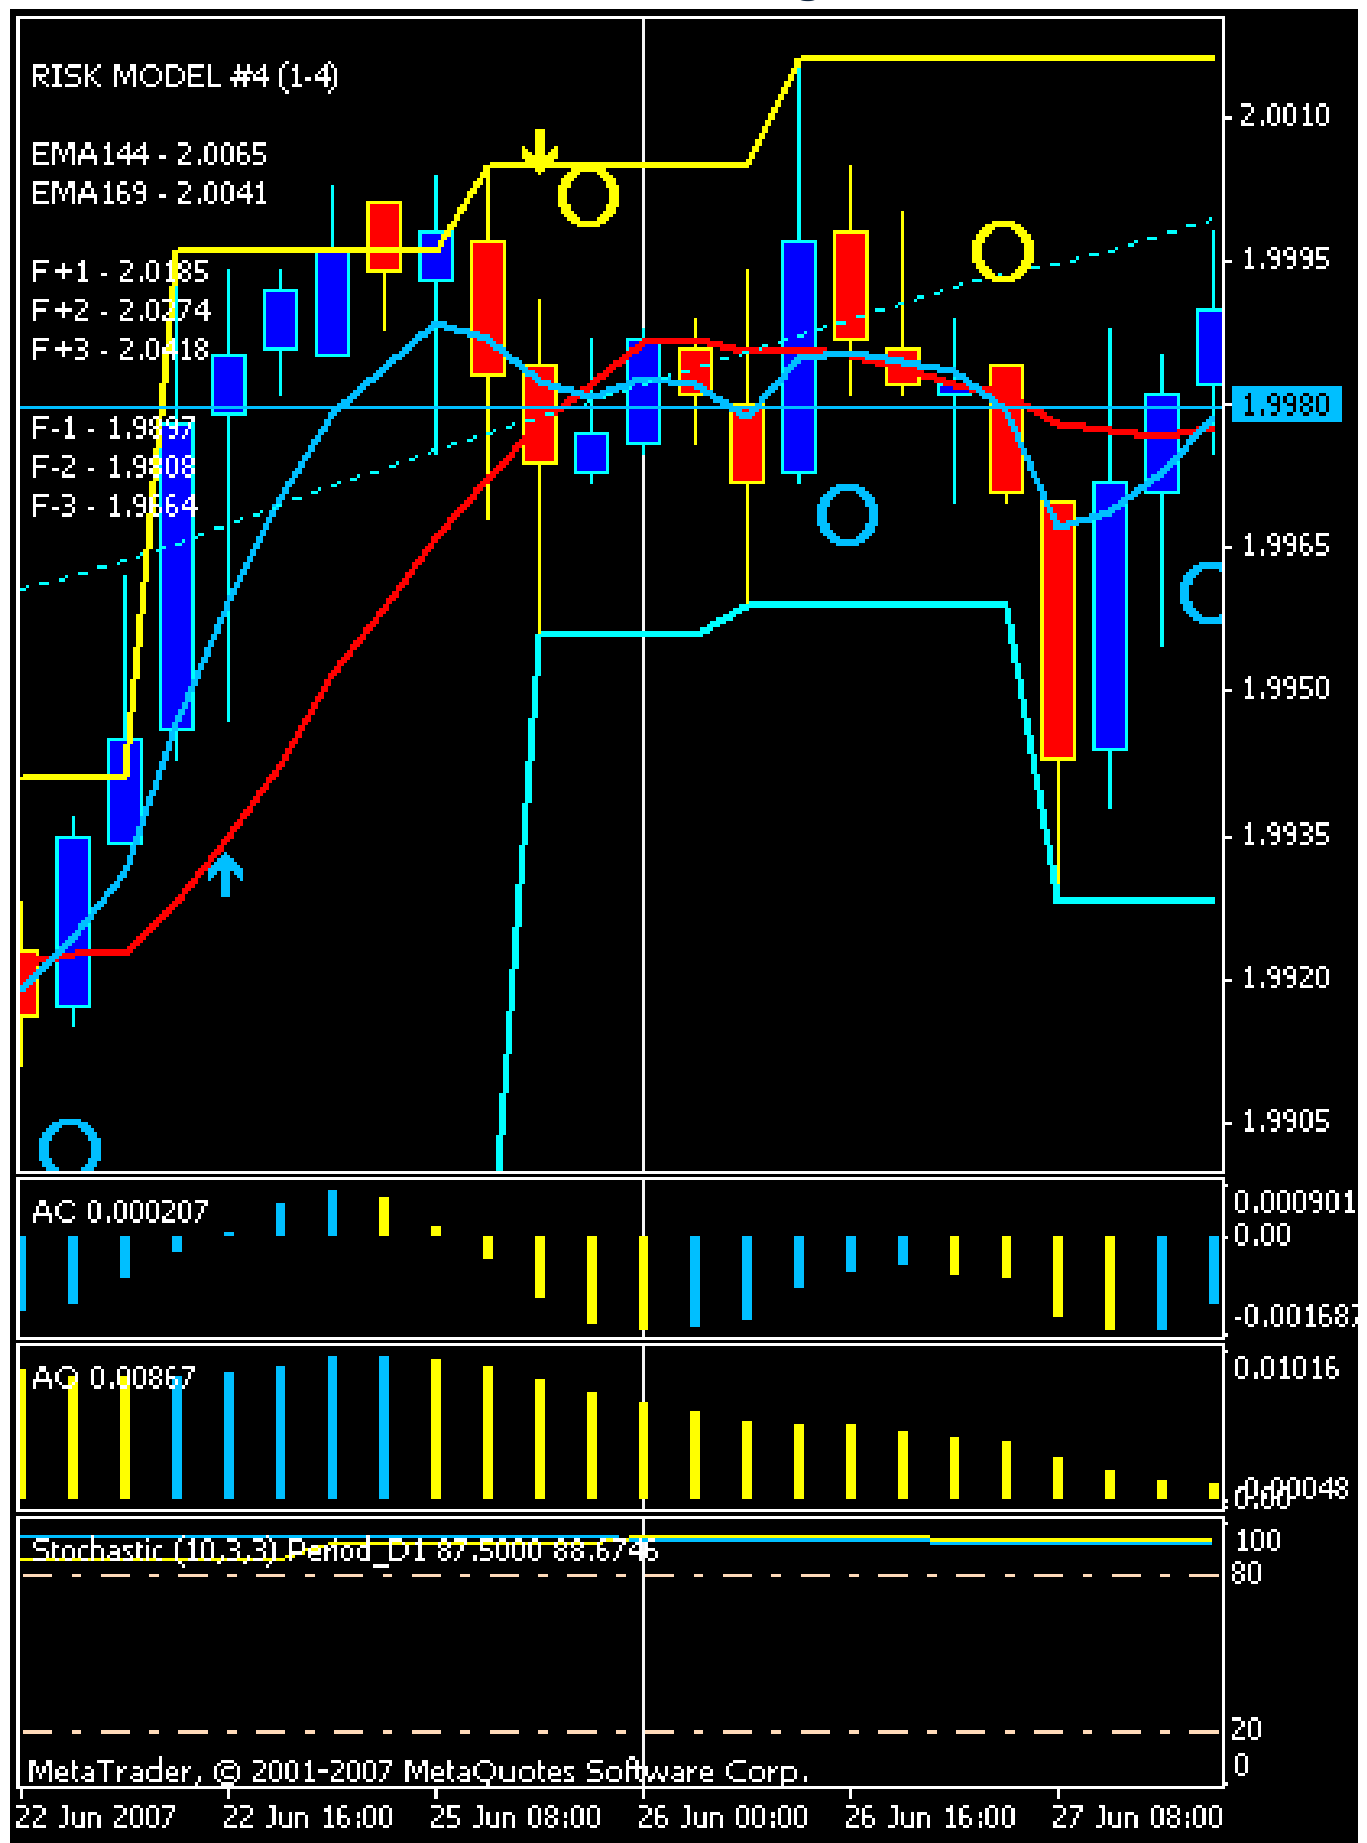 RISK MODEL #4 (1-4)
EMA144 - 2.0065
EMA169 - 2.0041
F+1 - 2.0185
F+2 - 2.0274
F+3 - 2.0418
F-1 - 1.9897
F-2 - 1.9808
F-3 - 1.9664
2.0010
1.9995
1.9980
1.9965
1.9950
1.9935
1.9920
1.9905
AC 0.000207
0.000901
0.00
-0.001687
AO 0.00867
0.01016
0.00048
0.00
Stochastic (10,3,3) Period_D1 87.5000 88.6746
100
80
20
0
MetaTrader, © 2001-2007 MetaQuotes Software Corp.
22 Jun 2007 22 Jun 16:00 25 Jun 08:00 26 Jun 00:00 26 Jun 16:00 27 Jun 08:00